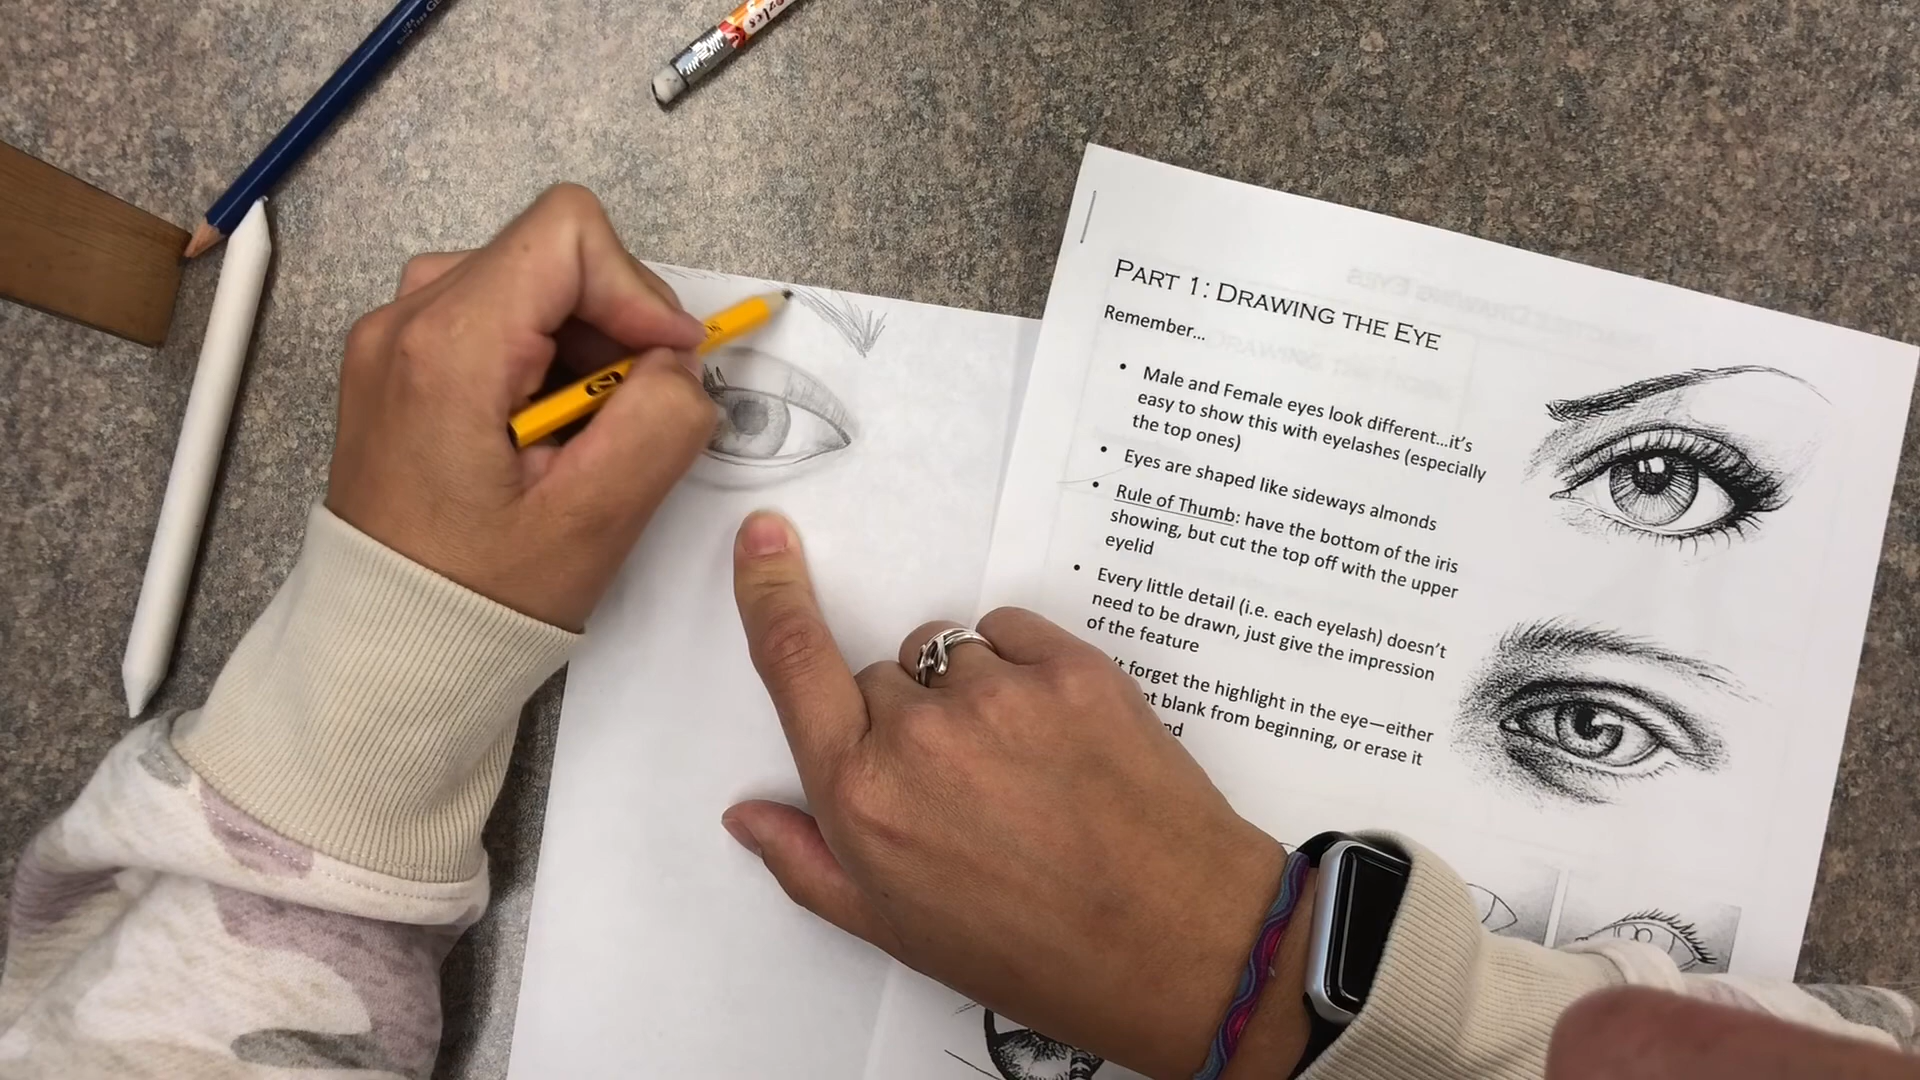 PART 1: DRAWING THE EYE
Remember...
• Male and Female eyes look different...it's
easy to show this with eyelashes (especially
the top ones)
• Eyes are shaped like sideways almonds
• Rule of Thumb: have the bottom of the iris
showing, but cut the top off with the upper
eyelid
• Every little detail (i.e. each eyelash) doesn't
need to be drawn, just give the impression
of the feature
't forget the highlight in the eye—either
blank from beginning, or erase it